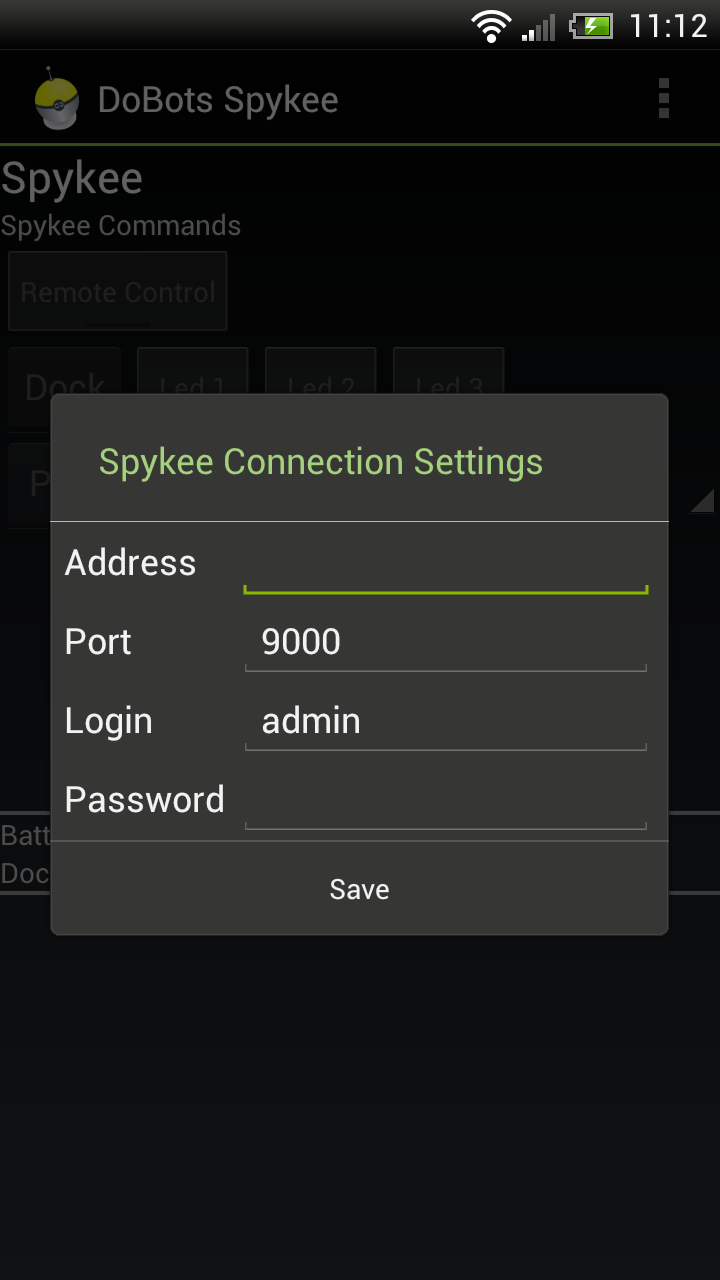 11:12
DoBots Spykee
Spykee
Spykee Commands
Remote Control
Dock Led 1 Led 2 Led 3
P
Spykee Connection Settings
Address
Port 9000
Login admin
Password
Batt
Doc
Save